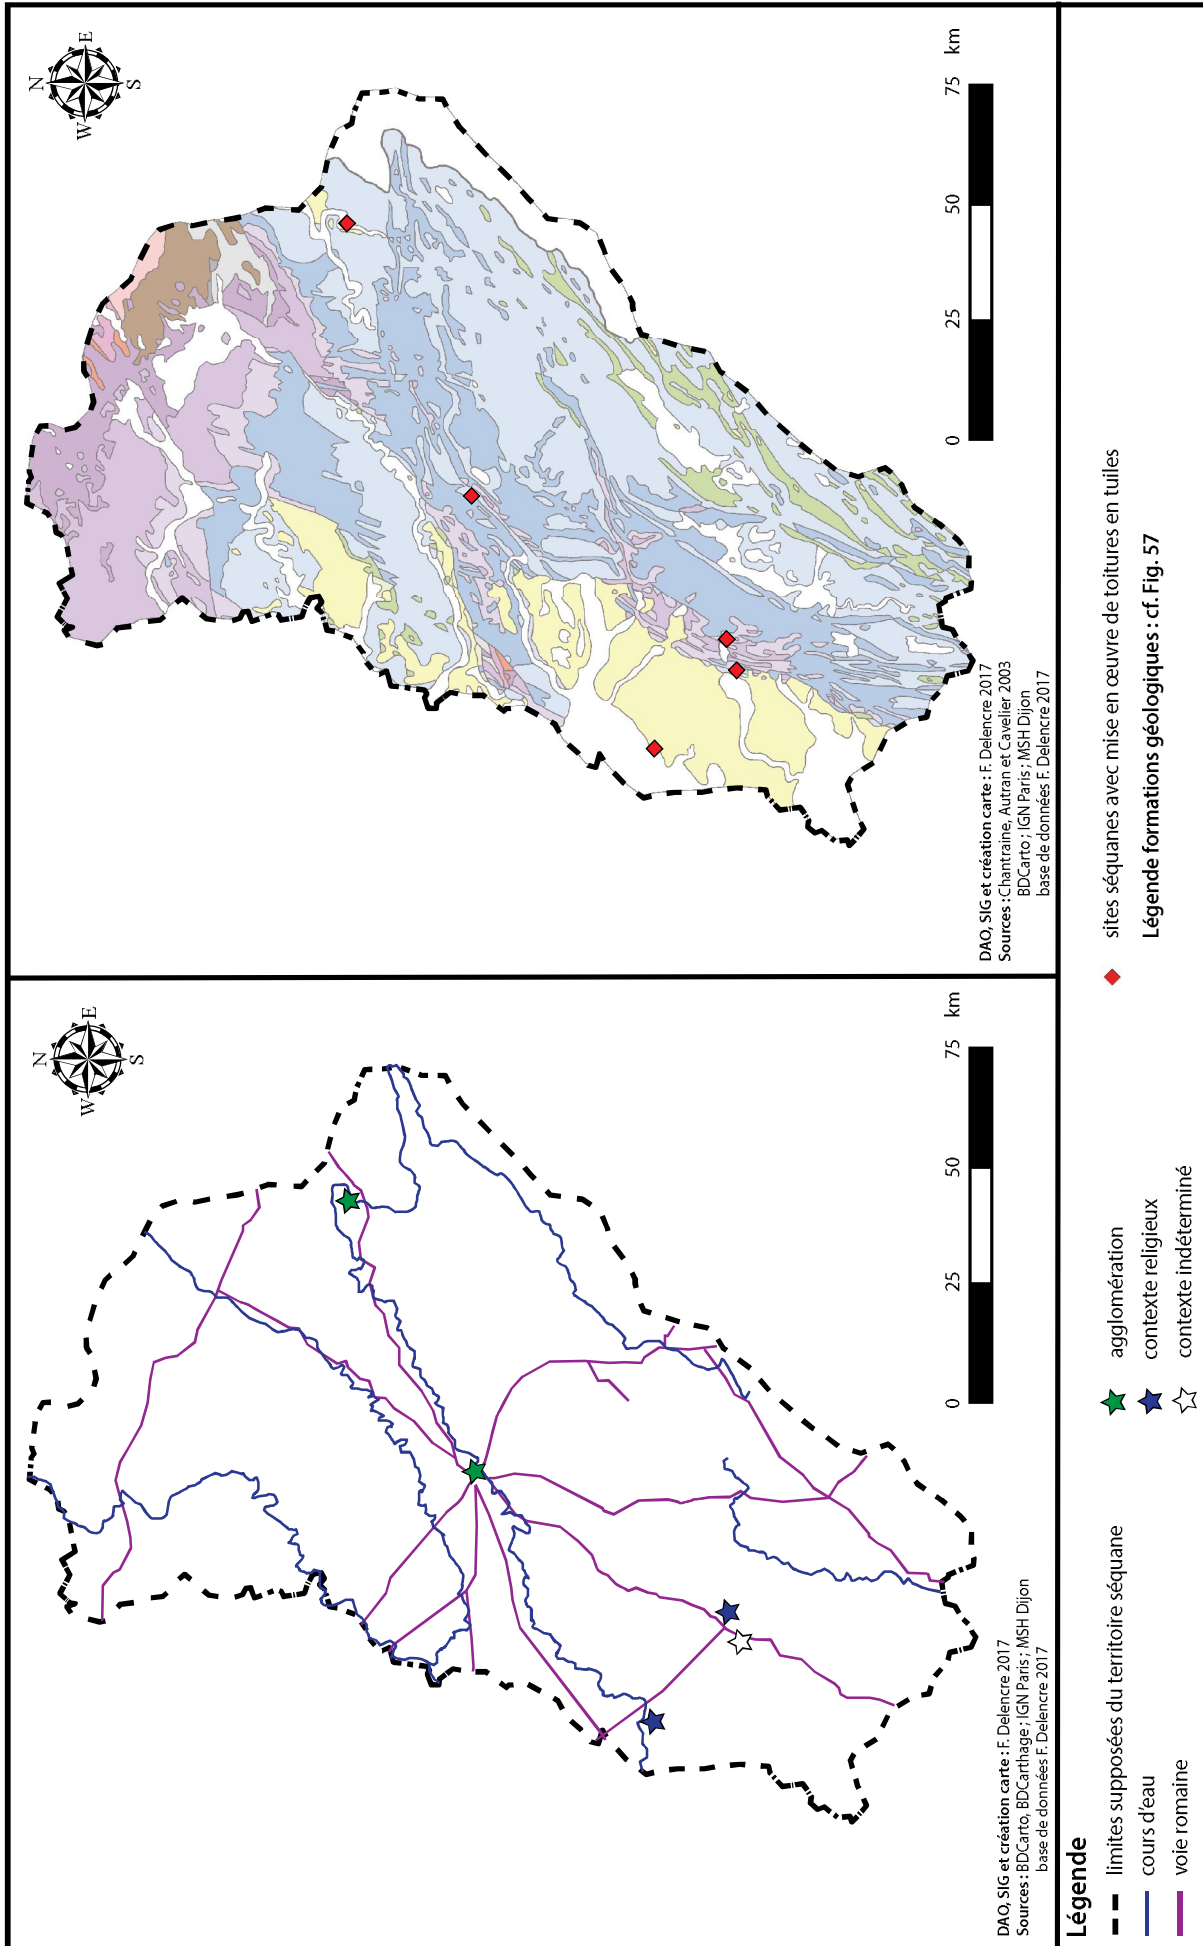 N
E
S
W
0
25
50
75
km
DAO, SIG et création carte : F. Delencre 2017
Sources : BDCarto, BDCarthage ; IGN Paris ; MSH Dijon
base de données F. Delencre 2017
N
E
S
W
0
25
50
75
km
DAO, SIG et création carte : F. Delencre 2017
Sources : Chantraine, Autran et Cavelier 2003
BDCarto ; IGN Paris ; MSH Dijon
base de données F. Delencre 2017
Légende
limites supposées du territoire séquane
cours d'eau
voie romaine
agglomération
contexte religieux
contexte indéterminé
sites séquanes avec mise en œuvre de toitures en tuiles
Légende formations géologiques : cf. Fig. 57